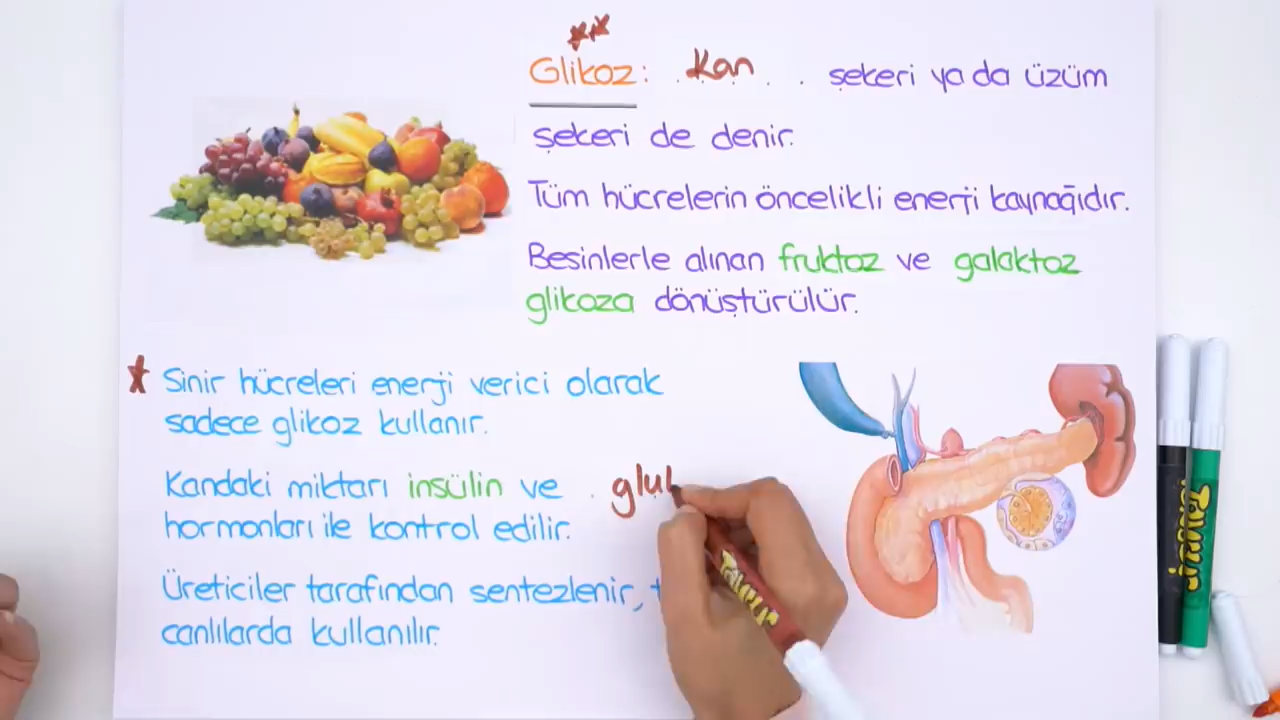 Glikoz: Kan şekeri ya da üzüm
şekeri de denir.
Tüm hücrelerin öncelikli enerji kaynağıdır.
Besinlerle alınan fruktoz ve galaktoz
glikoza dönüştürülür.
Sinir hücreleri enerji verici olarak
sadece glikoz kullanır.
Kandaki miktarı insülin ve
hormonları ile kontrol edilir.
Üreticiler tarafından sentezlenir,
canlılarda kullanılır.